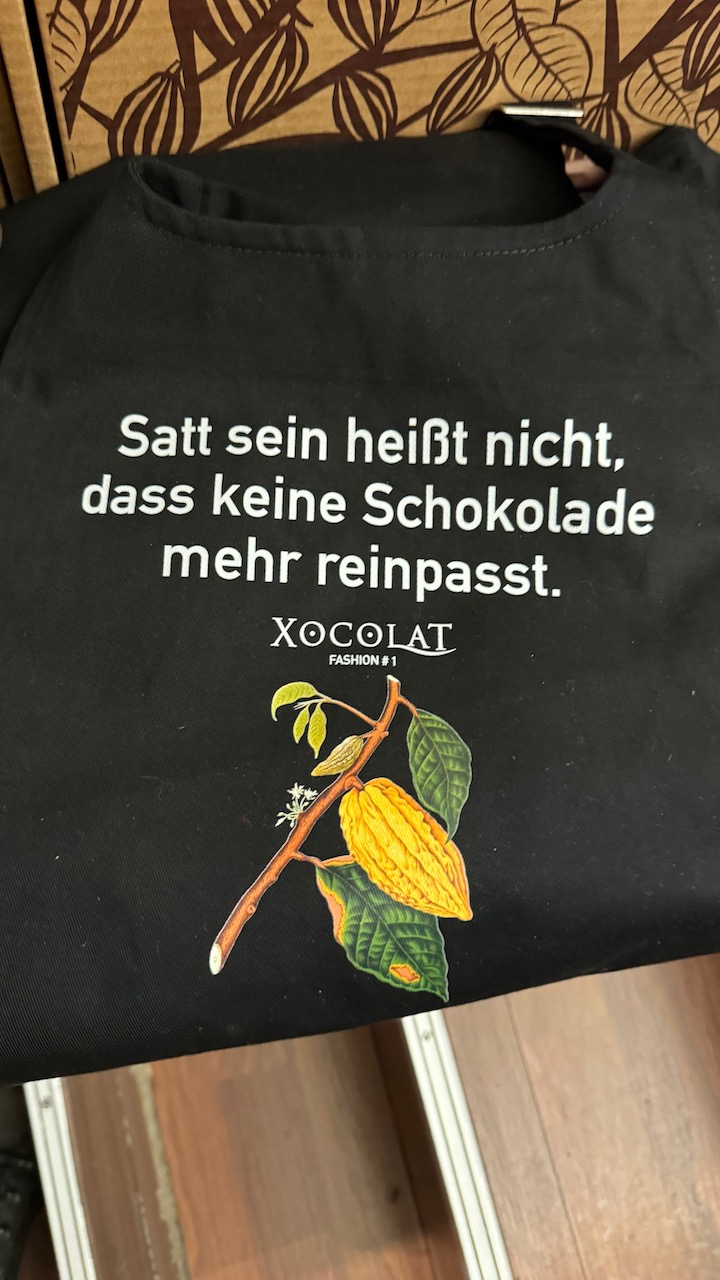 Satt sein heißt nicht,
dass keine Schokolade
mehr reinpasst.
XOCOLAT
FASHION # 1